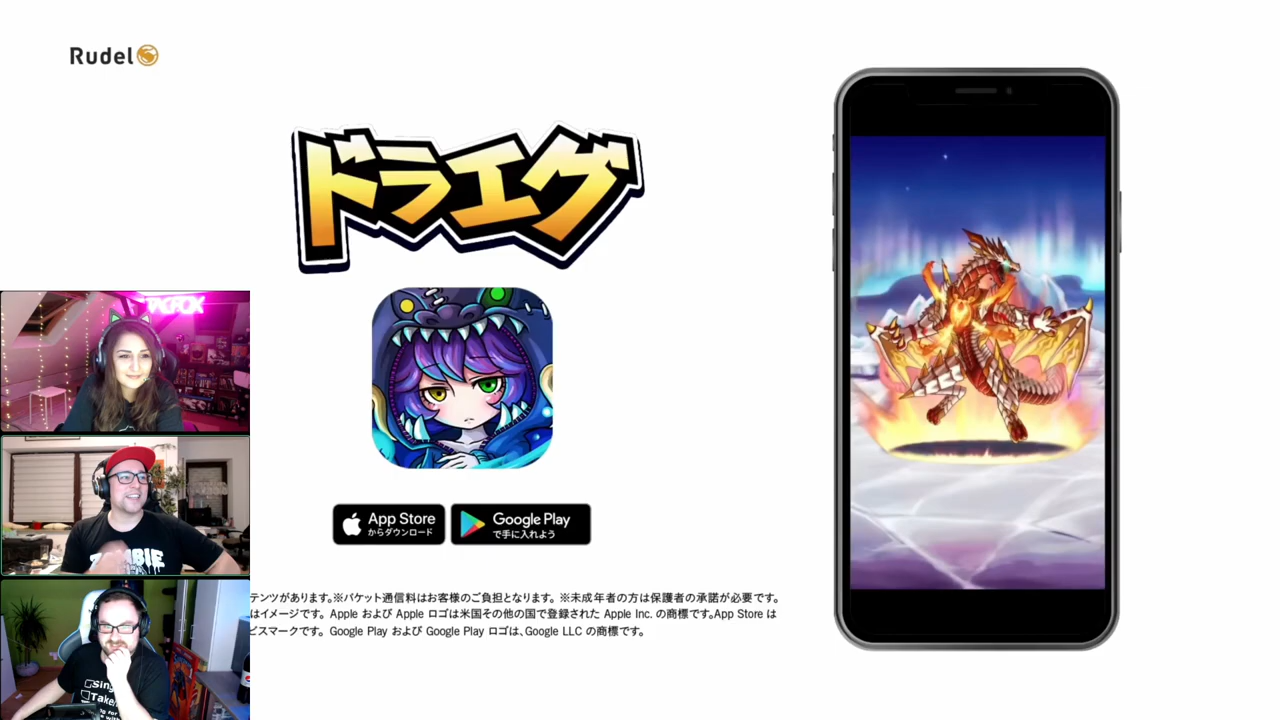 Rudel
ドラエグ
App Store
からダウンロード
Google Play
で手に入れよう
テンツがあります。※パケット通信料はお客様のご負担となります。 ※未成年者の方は保護者の承諾が必要です。
はイメージです。 Apple および Apple ロゴは米国その他の国で登録された Apple Inc. の商標です。App Store は
ビスマークです。 Google Play および Google Play ロゴは、Google LLC の商標です。
TACFOX
ZOMBIE
Sing
Take